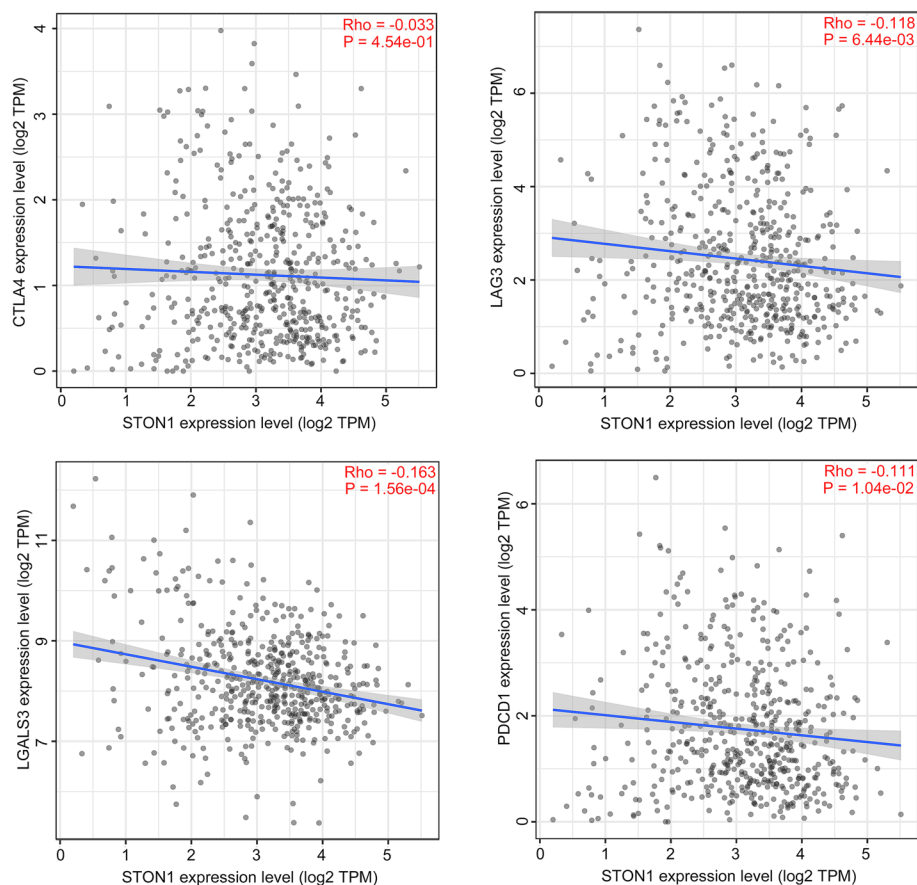 Rho = -0.033
P = 4.54e-01
CTLA4 expression level (log2 TPM)
4
3
2
1
0
0 1 2 3 4 5
STON1 expression level (log2 TPM)
Rho = -0.118
P = 6.44e-03
LAG3 expression level (log2 TPM)
6
4
2
0
0 1 2 3 4 5
STON1 expression level (log2 TPM)
Rho = -0.163
P = 1.56e-04
LGALS3 expression level (log2 TPM)
11
9
7
0 1 2 3 4 5
STON1 expression level (log2 TPM)
Rho = -0.111
P = 1.04e-02
PDCD1 expression level (log2 TPM)
6
4
2
0
0 1 2 3 4 5
STON1 expression level (log2 TPM)